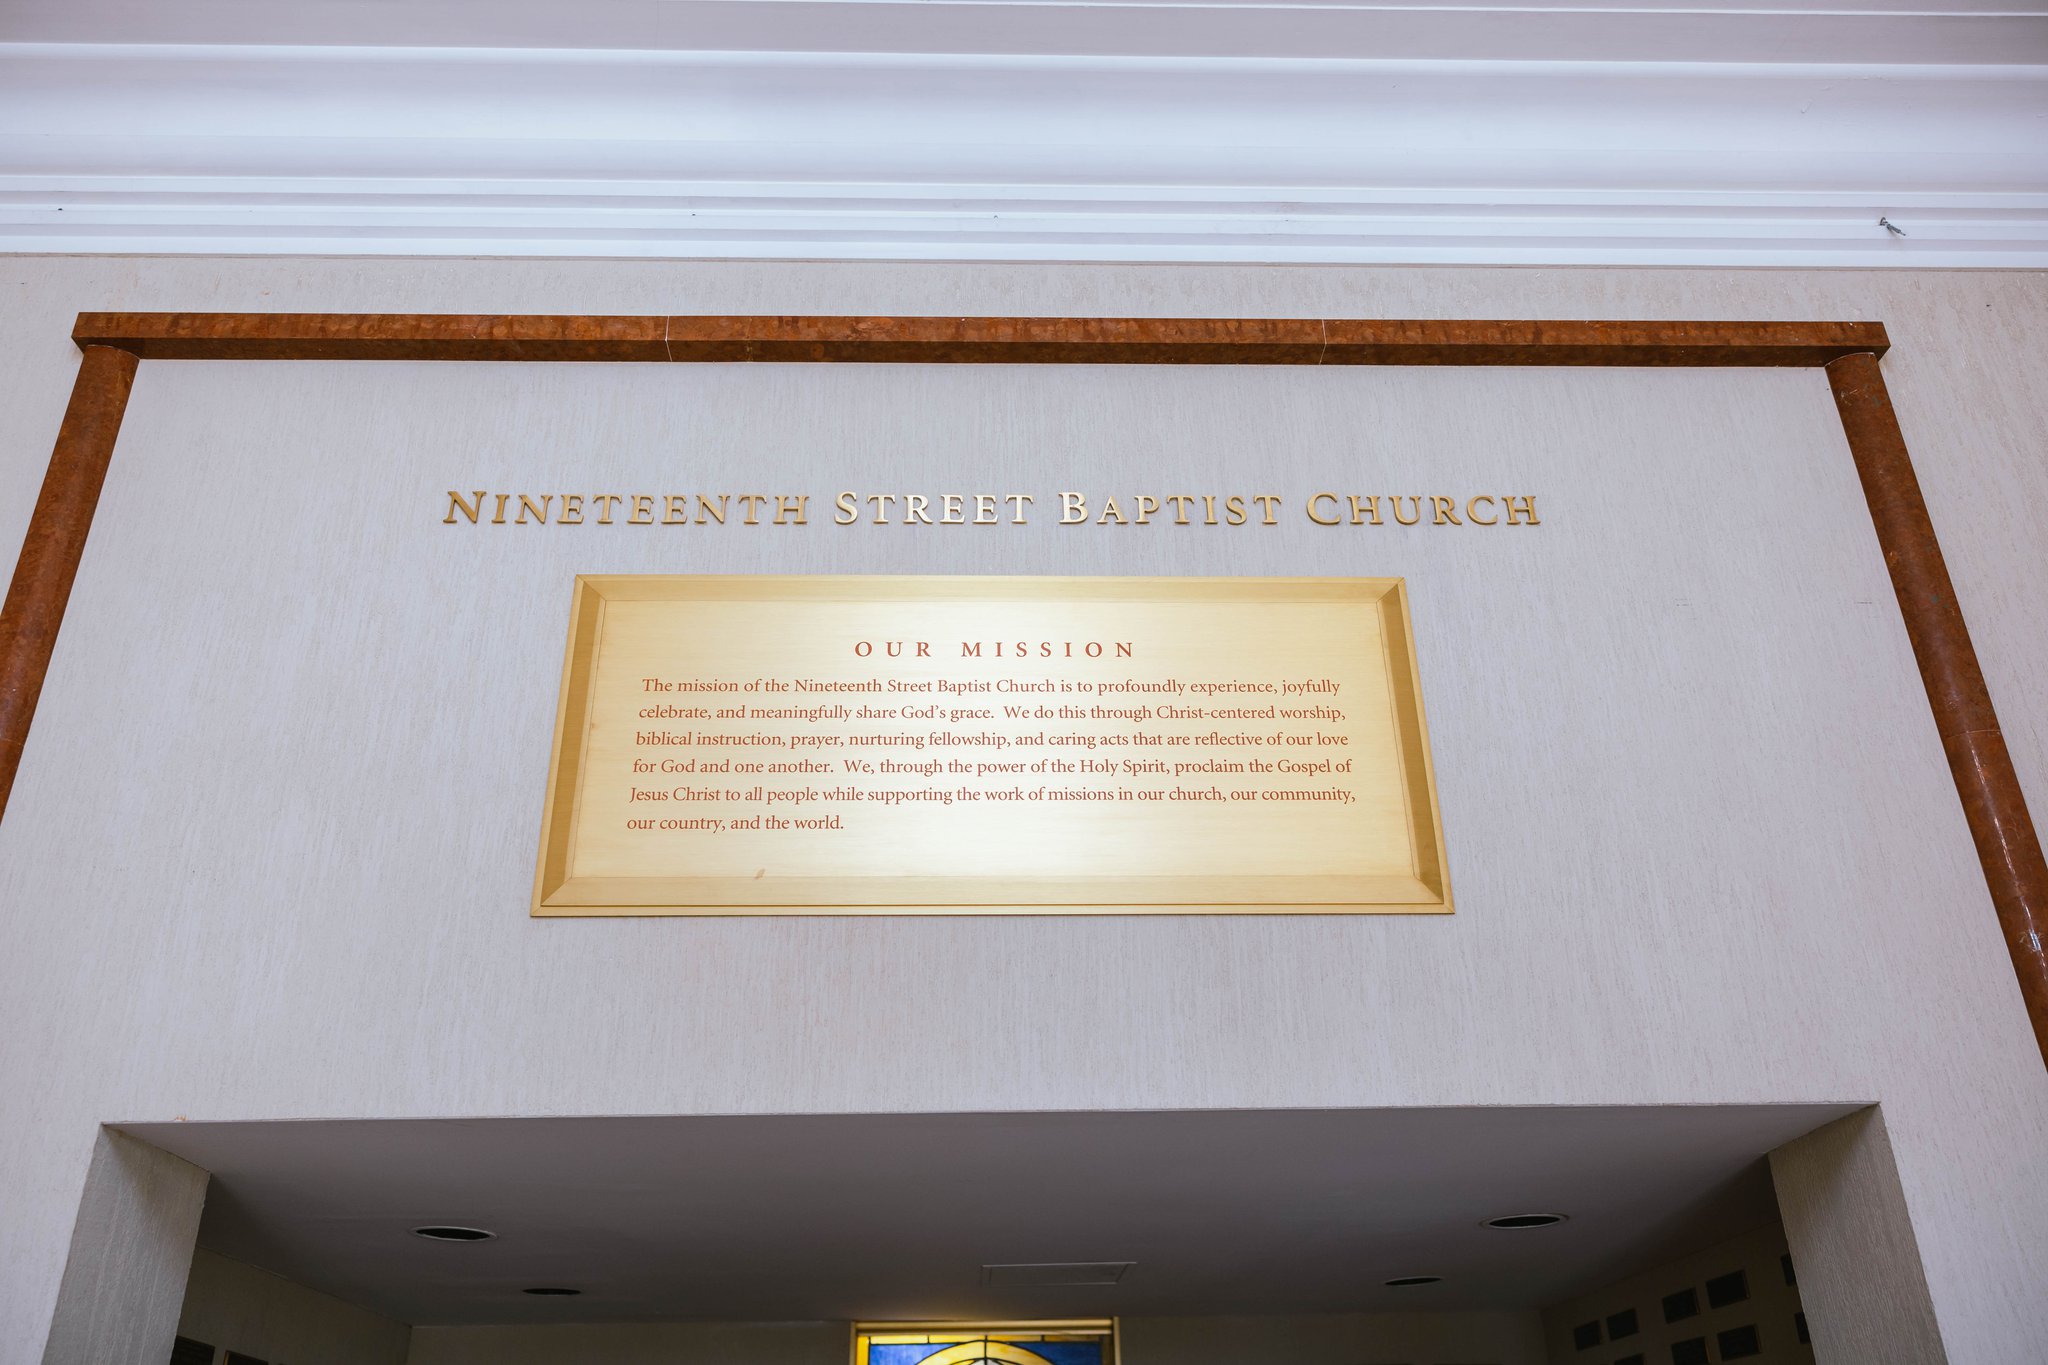 NINETEENTH STREET BAPTIST CHURCH
OUR MISSION
The mission of the Nineteenth Street Baptist Church is to profoundly experience, joyfully
celebrate, and meaningfully share God's grace.  We do this through Christ-centered worship,
biblical instruction, prayer, nurturing fellowship, and caring acts that are reflective of our love
for God and one another.  We, through the power of the Holy Spirit, proclaim the Gospel of
Jesus Christ to all people while supporting the work of missions in our church, our community,
our country, and the world.